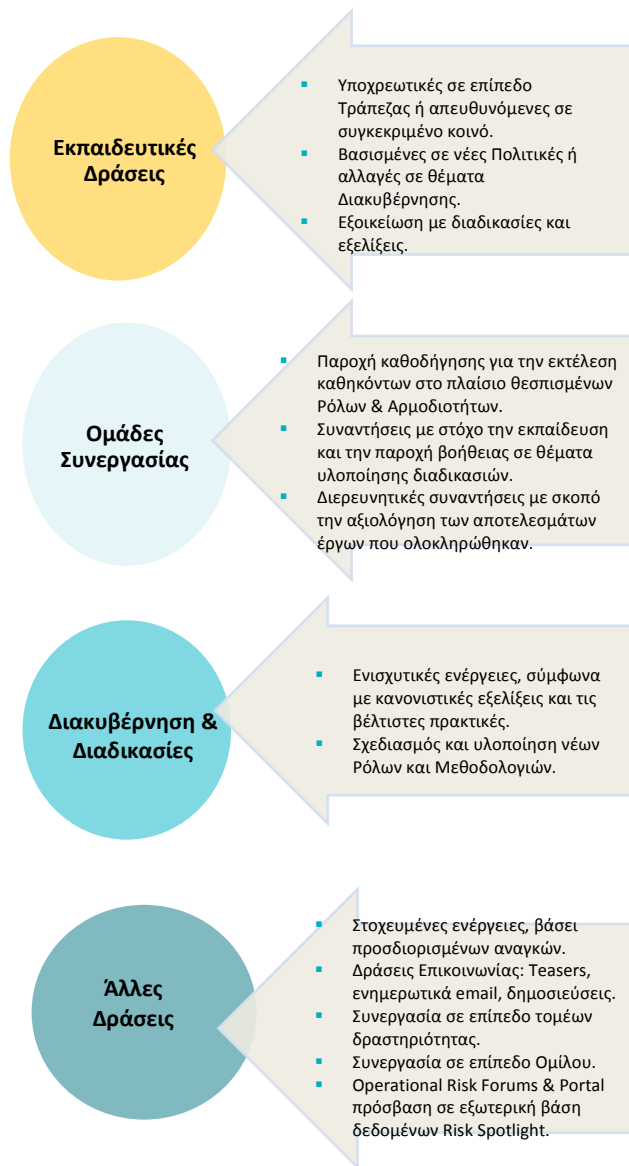 Εκπαιδευτικές
Δράσεις
▪ Υποχρεωτικές σε επίπεδο
Τράπεζας ή απευθυνόμενες σε
συγκεκριμένο κοινό.
▪ Βασισμένες σε νέες Πολιτικές ή
αλλαγές σε θέματα
Διακυβέρνησης.
▪ Εξοικείωση με διαδικασίες και
εξελίξεις.
Ομάδες
Συνεργασίας
▪ Παροχή καθοδήγησης για την εκτέλεση
καθηκόντων στο πλαίσιο θεσπισμένων
Ρόλων & Αρμοδιοτήτων.
▪ Συναντήσεις με στόχο την εκπαίδευση
και την παροχή βοήθειας σε θέματα
υλοποίησης διαδικασιών.
▪ Διερευνητικές συναντήσεις με σκοπό
την αξιολόγηση των αποτελεσμάτων
έργων που ολοκληρώθηκαν.
Διακυβέρνηση &
Διαδικασίες
▪ Ενισχυτικές ενέργειες, σύμφωνα
με κανονιστικές εξελίξεις και τις
βέλτιστες πρακτικές.
▪ Σχεδιασμός και υλοποίηση νέων
Ρόλων και Μεθοδολογιών.
Άλλες
Δράσεις
▪ Στοχευμένες ενέργειες, βάσει
προσδιορισμένων αναγκών.
▪ Δράσεις Επικοινωνίας: Teasers,
ενημερωτικά email, δημοσιεύσεις.
▪ Συνεργασία σε επίπεδο τομέων
δραστηριότητας.
▪ Συνεργασία σε επίπεδο Ομίλου.
▪ Operational Risk Forums & Portal
πρόσβαση σε εξωτερική βάση
δεδομένων Risk Spotlight.